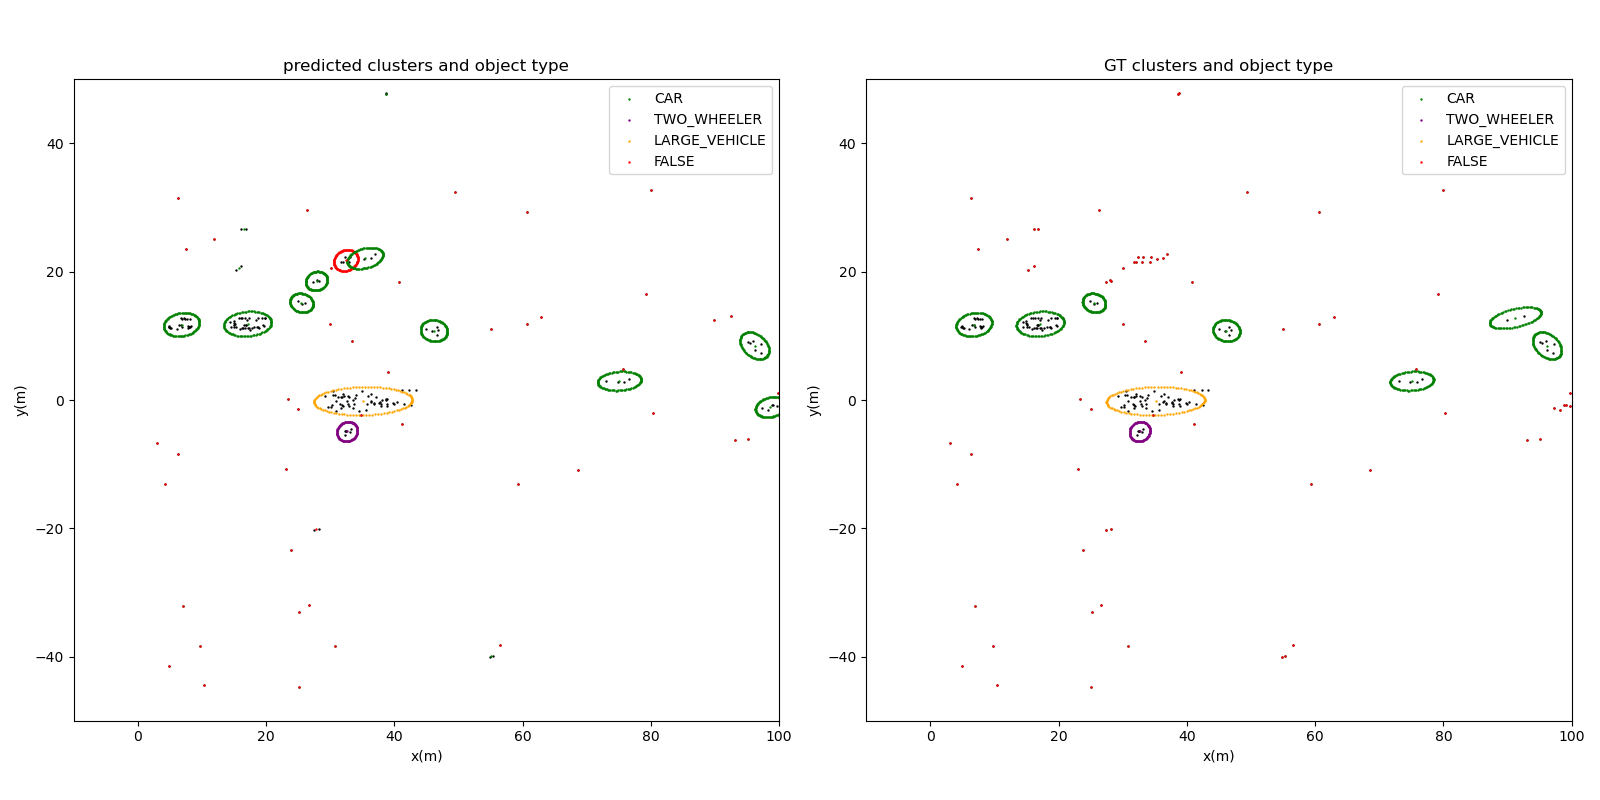 predicted clusters and object type
CAR
TWO_WHEELER
LARGE_VEHICLE
FALSE
40
20
0
−20
−40
y(m)
0
20
40
60
80
100
x(m)
GT clusters and object type
CAR
TWO_WHEELER
LARGE_VEHICLE
FALSE
40
20
0
−20
−40
y(m)
0
20
40
60
80
100
x(m)